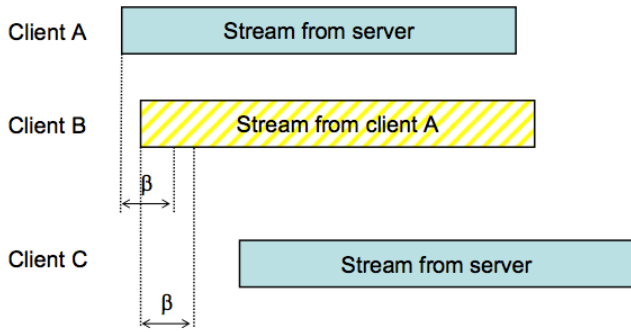 Client A
Stream from server
Client B
Stream from client A
β
Client C
Stream from server
β